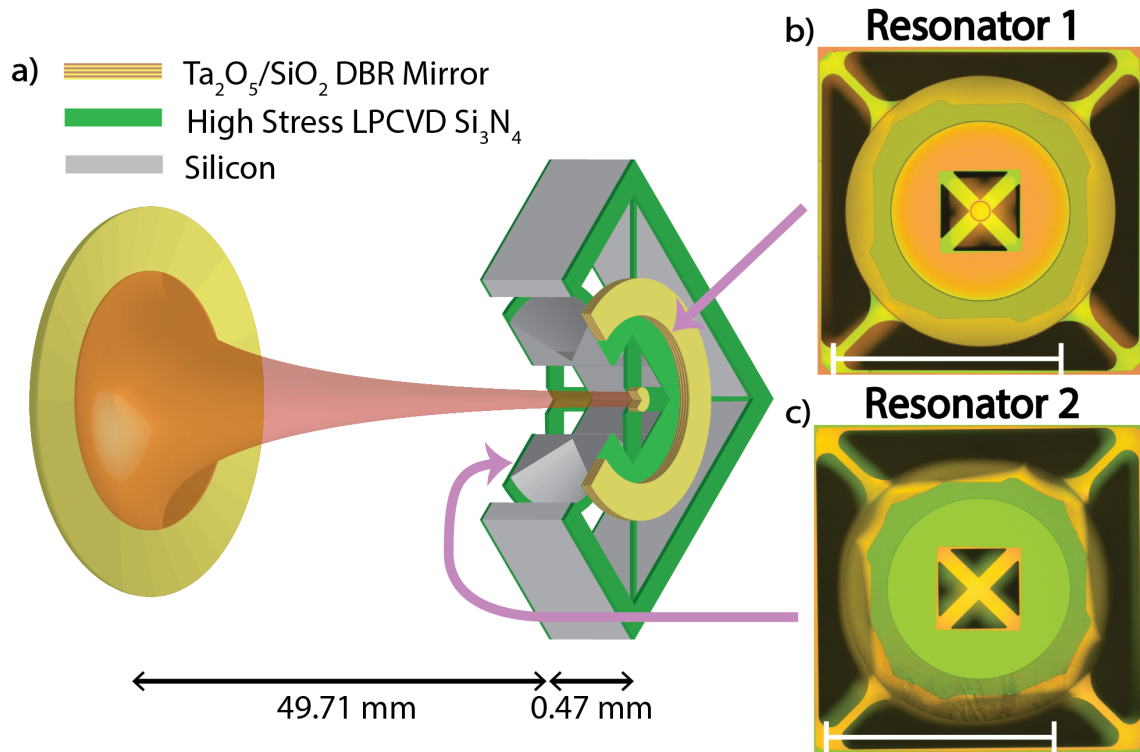 a)
Ta₂O₅/SiO₂ DBR Mirror
High Stress LPCVD Si₃N₄
Silicon
49.71 mm
0.47 mm
b)
Resonator 1
c)
Resonator 2